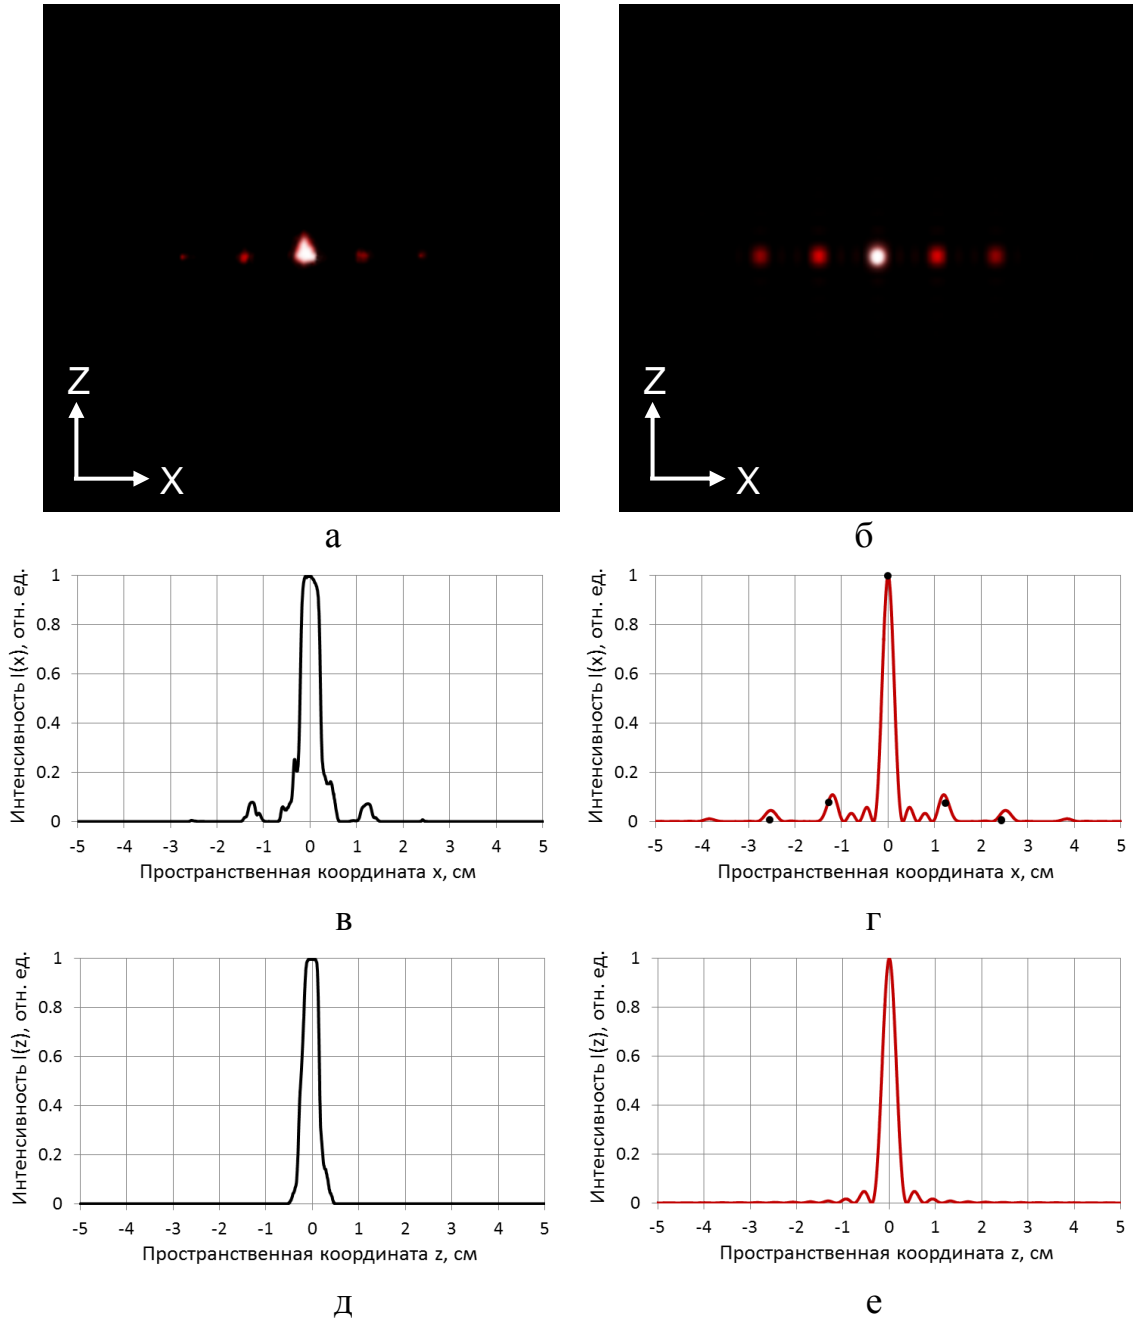 Z
X
Z
X
а
б
Интенсивность I(x), отн. ед.
1
0.8
0.6
0.4
0.2
0
-5 -4 -3 -2 -1 0 1 2 3 4 5
Пространственная координата x, см
Интенсивность I(x), отн. ед.
1
0.8
0.6
0.4
0.2
0
-5 -4 -3 -2 -1 0 1 2 3 4 5
Пространственная координата x, см
в
г
Интенсивность I(z), отн. ед.
1
0.8
0.6
0.4
0.2
0
-5 -4 -3 -2 -1 0 1 2 3 4 5
Пространственная координата z, см
Интенсивность I(z), отн. ед.
1
0.8
0.6
0.4
0.2
0
-5 -4 -3 -2 -1 0 1 2 3 4 5
Пространственная координата z, см
д
е